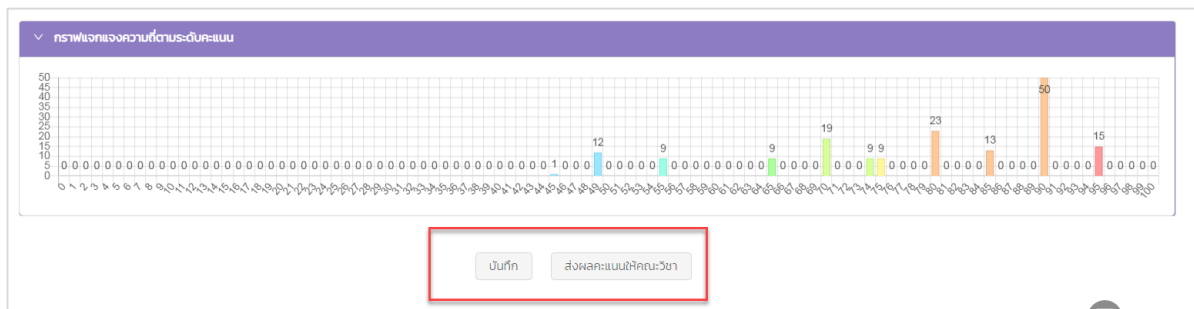 กราฟแจกแจงความถี่ตามระดับคะแนน
50
45
40
35
30
25
20
15
10
5
0
0 0 0 0 0 0 0 0 0 0 0 0 0 0 0 0 0 0 0 0 0 0 0 0 0 0 0 0 0 0 0 0 0 0 0 0 0 0 0 0 0 0 0 0 0 1 0 0 0 12 0 0 0 0 0 9 0 0 0 0 0 0 0 0 0 9 0 0 0 0 19 0 0 0 9 9 0 0 0 0 23 0 0 0 0 13 0 0 0 0 50 0 0 0 0 15 0 0 0 0 0
0 1 2 3 4 5 6 7 8 9 10 11 12 13 14 15 16 17 18 19 20 21 22 23 24 25 26 27 28 29 30 31 32 33 34 35 36 37 38 39 40 41 42 43 44 45 46 47 48 49 50 51 52 53 54 55 56 57 58 59 60 61 62 63 64 65 66 67 68 69 70 71 72 73 74 75 76 77 78 79 80 81 82 83 84 85 86 87 88 89 90 91 92 93 94 95 96 97 98 99 100
บันทึก ส่งผลคะแนนให้คณะวิชา